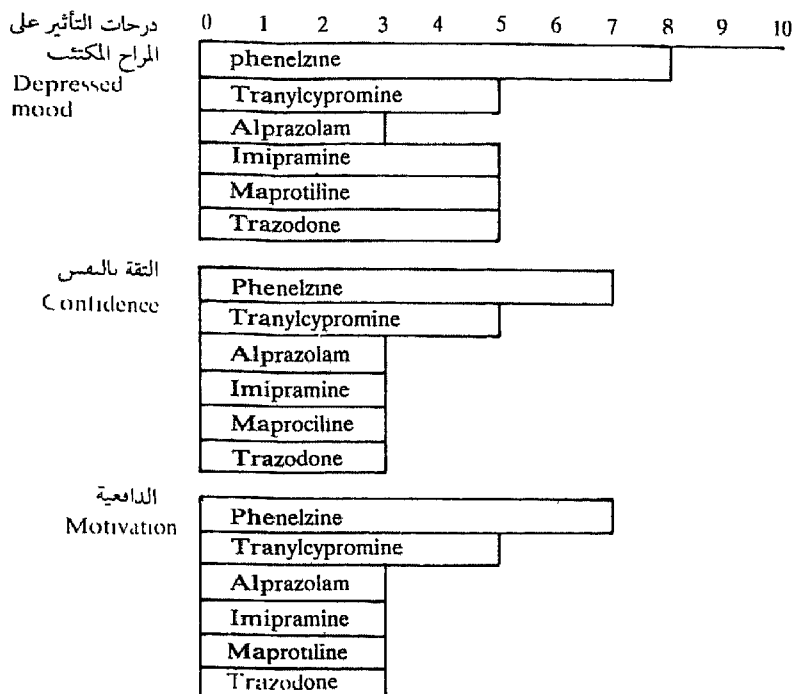 درجات التأثير على 0 1 2 3 4 5 6 7 8 9 10
المراح المكتئب
Depressed
mood
phenelzine
Tranylcypromine
Alprazolam
Imipramine
Maprotiline
Trazodone
التقة بالنفس
Confidence
Phenelzine
Tranylcypromine
Alprazolam
Imipramine
Maprociline
Trazodone
الدافعية
Motivation
Phenelzine
Tranylcypromine
Alprazolam
Imipramine
Maprotiline
Trazodone